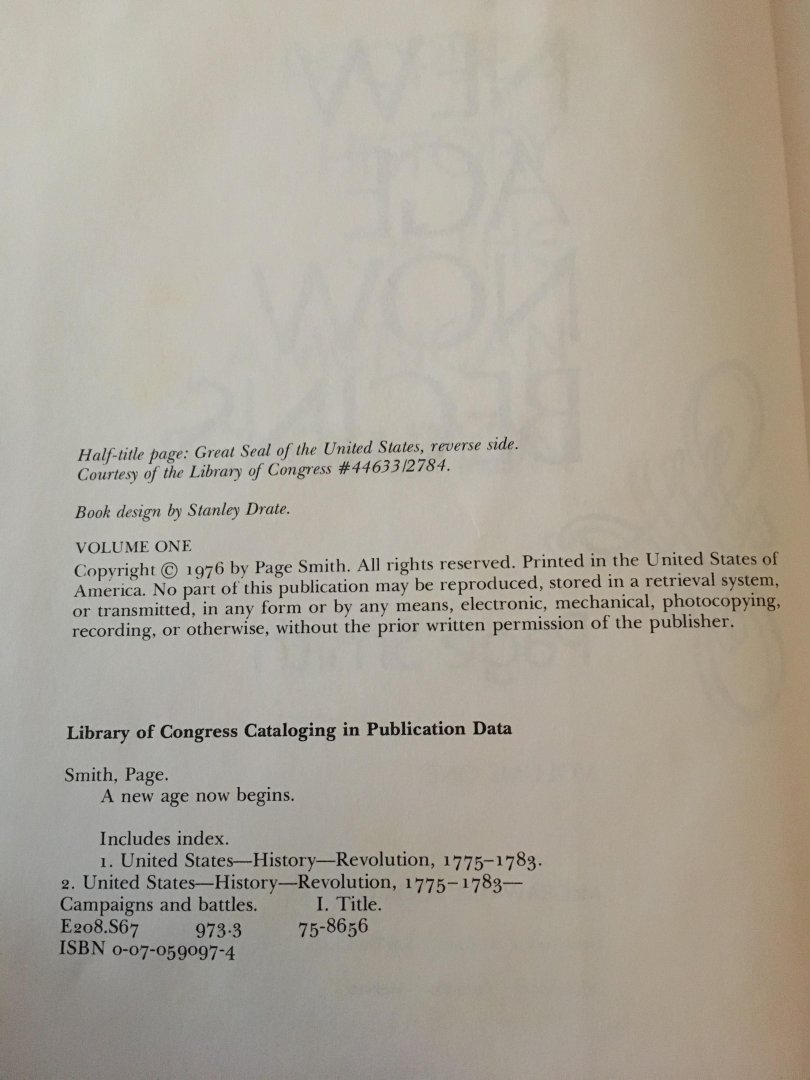 Half-title page: Great Seal of the United States, reverse side.
Courtesy of the Library of Congress #44633/2784.
Book design by Stanley Drate.
VOLUME ONE
Copyright © 1976 by Page Smith. All rights reserved. Printed in the United States of
America. No part of this publication may be reproduced, stored in a retrieval system,
or transmitted, in any form or by any means, electronic, mechanical, photocopying,
recording, or otherwise, without the prior written permission of the publisher.
Library of Congress Cataloging in Publication Data
Smith, Page.
A new age now begins.
Includes index.
1. United States—History—Revolution, 1775–1783.
2. United States—History—Revolution, 1775–1783—
Campaigns and battles. I. Title.
E208.S67 973.3 75-8656
ISBN 0-07-059097-4